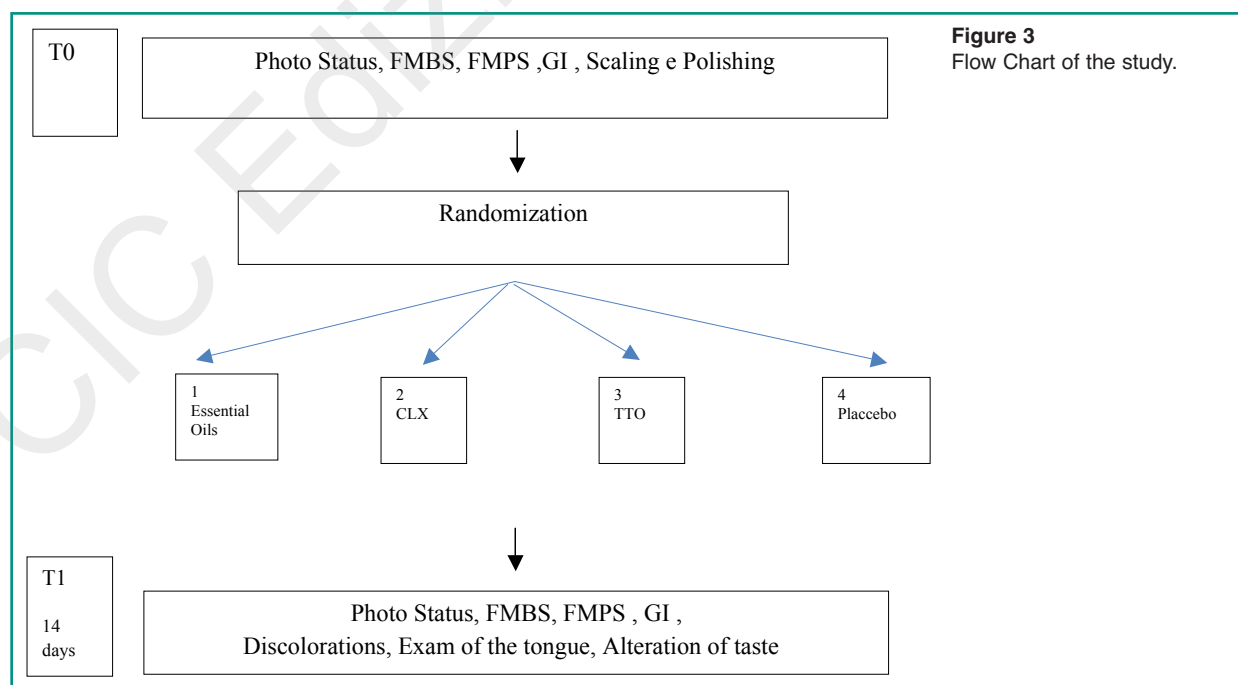 T0
Photo Status, FMBS, FMPS ,GI , Scaling e Polishing
Figure 3
Flow Chart of the study.
Randomization
1
Essential
Oils
2
CLX
3
TTO
4
Placcebo
T1
14
days
Photo Status, FMBS, FMPS , GI ,
Discolorations, Exam of the tongue, Alteration of taste
CIC Ediz